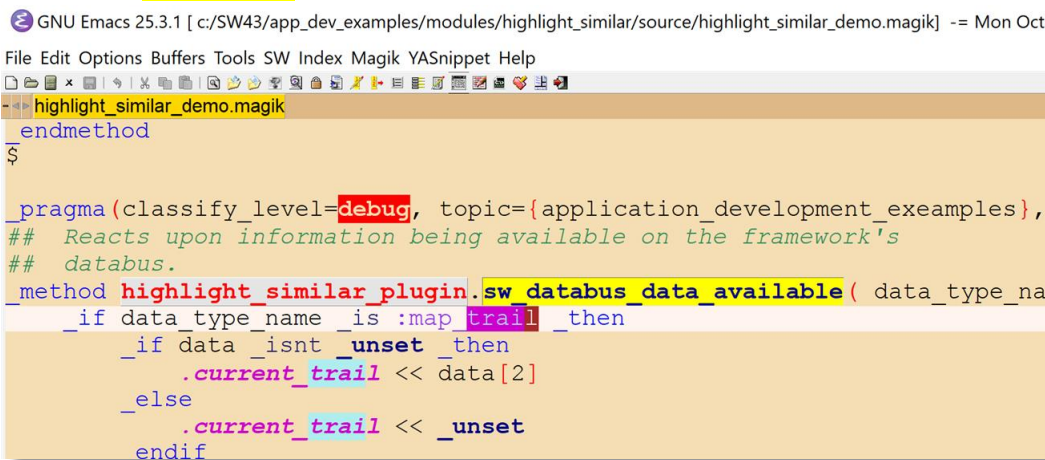 GNU Emacs 25.3.1 [ c:/SW43/app_dev_examples/modules/highlight_similar/source/highlight_similar_demo.magik] -= Mon Oct
File Edit Options Buffers Tools SW Index Magik YASnippet Help
highlight_similar_demo.magik
_endmethod
$
_pragma(classify_level=debug, topic={application_development_exeamples},
## Reacts upon information being available on the framework's
## databus.
_method highlight_similar_plugin.sw_databus_data_available( data_type_na
_if data_type_name _is :map_trail _then
_if data _isnt _unset _then
.current_trail << data[2]
_else
.current_trail << _unset
_endif